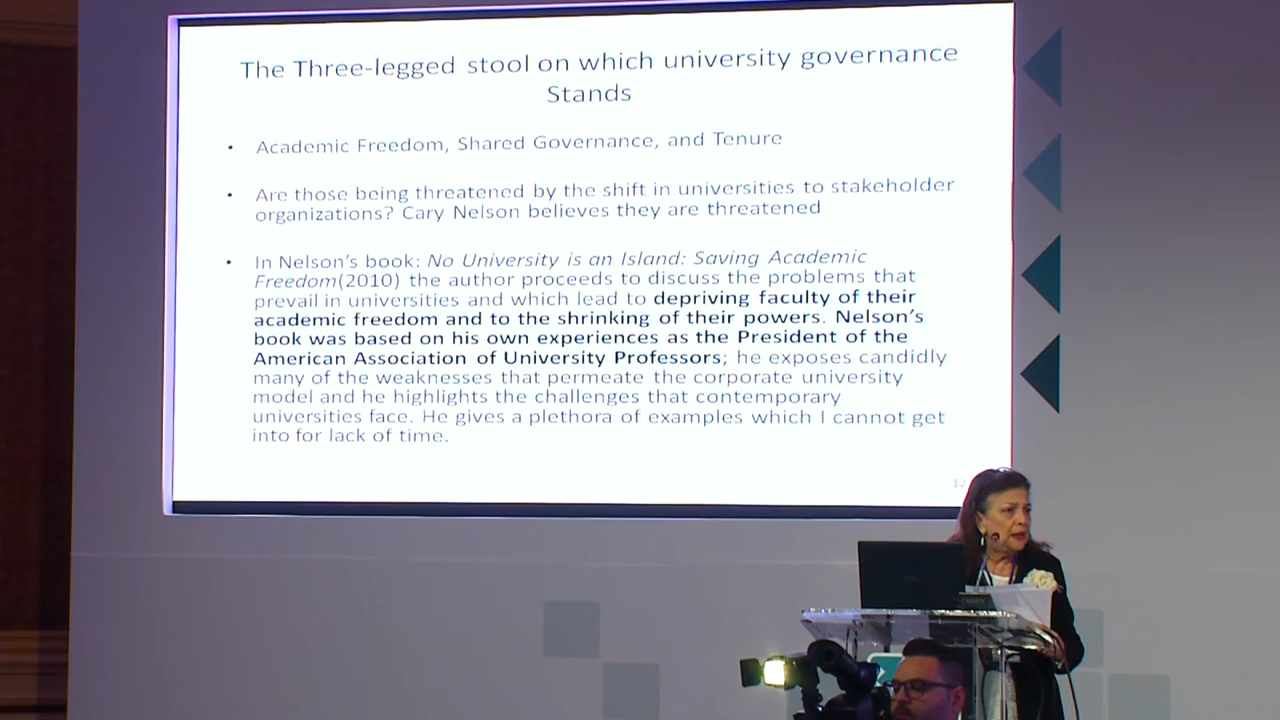 The Three-legged stool on which university governance
Stands
• Academic Freedom, Shared Governance, and Tenure
• Are those being threatened by the shift in universities to stakeholder
organizations? Cary Nelson believes they are threatened
• In Nelson's book: No University is an Island: Saving Academic
Freedom(2010) the author proceeds to discuss the problems that
prevail in universities and which lead to depriving faculty of their
academic freedom and to the shrinking of their powers. Nelson's
book was based on his own experiences as the President of the
American Association of University Professors; he exposes candidly
many of the weaknesses that permeate the corporate university
model and he highlights the challenges that contemporary
universities face. He gives a plethora of examples which I cannot get
into for lack of time.
12